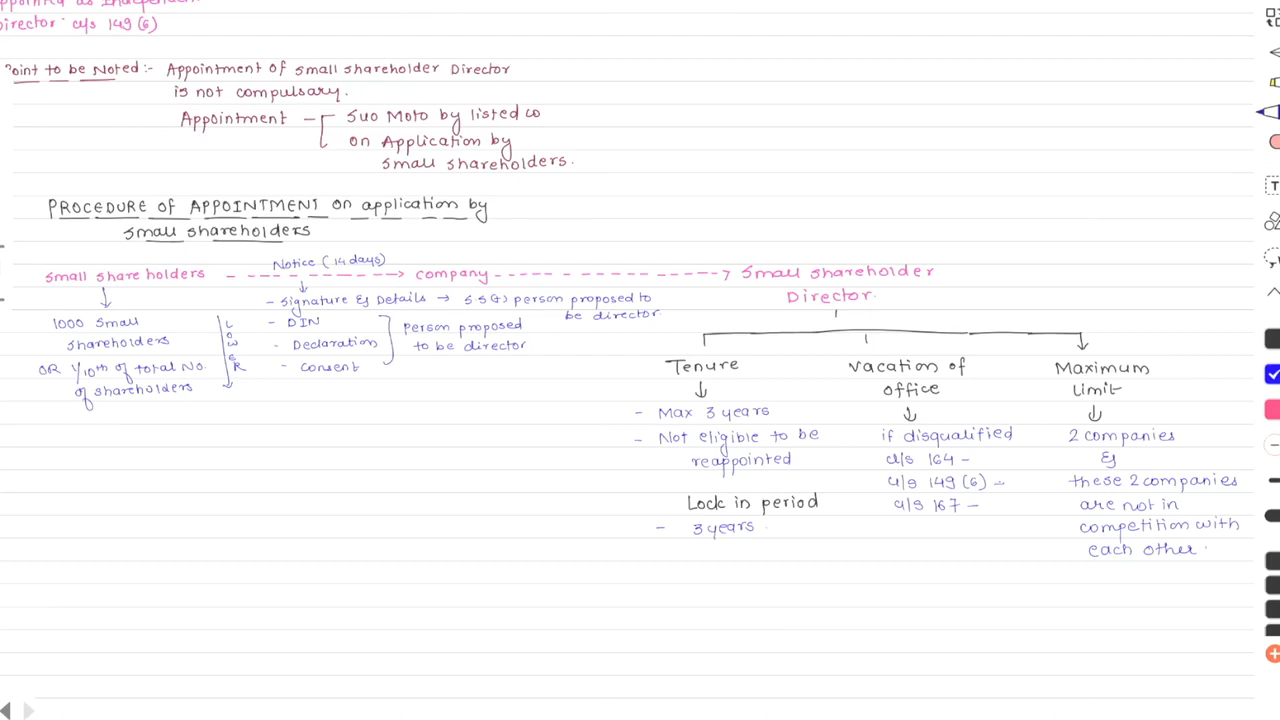 appointed as Independent
Director u/s 149 (6)
Point to be Noted:- Appointment of small shareholder Director
is not compulsary.
Appointment - Suo Moto by listed co
on Application by
small shareholders.
PROCEDURE OF APPOINTMENT on application by
small shareholders
Notice (14 days)
Small share holders -----> company -----> Small shareholder
Director.
- Signature & Details → s.s(+) person proposed to
be director.
1000 small
shareholders
OR 1/10th of total No.
of shareholders
LOWER
- DIN
- Declaration
- Consent
Person proposed
to be director
Tenure
- Max 3 years
- Not eligible to be
reappointed
Lock in period
- 3 years
Vacation of
office
if disqualified
u/s 164 -
u/s 149 (6) -
u/s 167 -
Maximum
limit
2 companies
&
these 2 companies
are not in
competition with
each other.
T